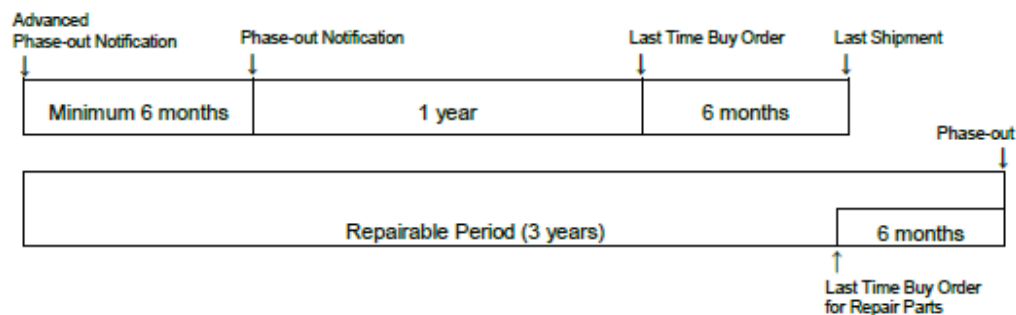 Advanced
Phase-out Notification
Phase-out Notification
Last Time Buy Order
Last Shipment
Minimum 6 months
1 year
6 months
Phase-out
Repairable Period (3 years)
6 months
Last Time Buy Order
for Repair Parts